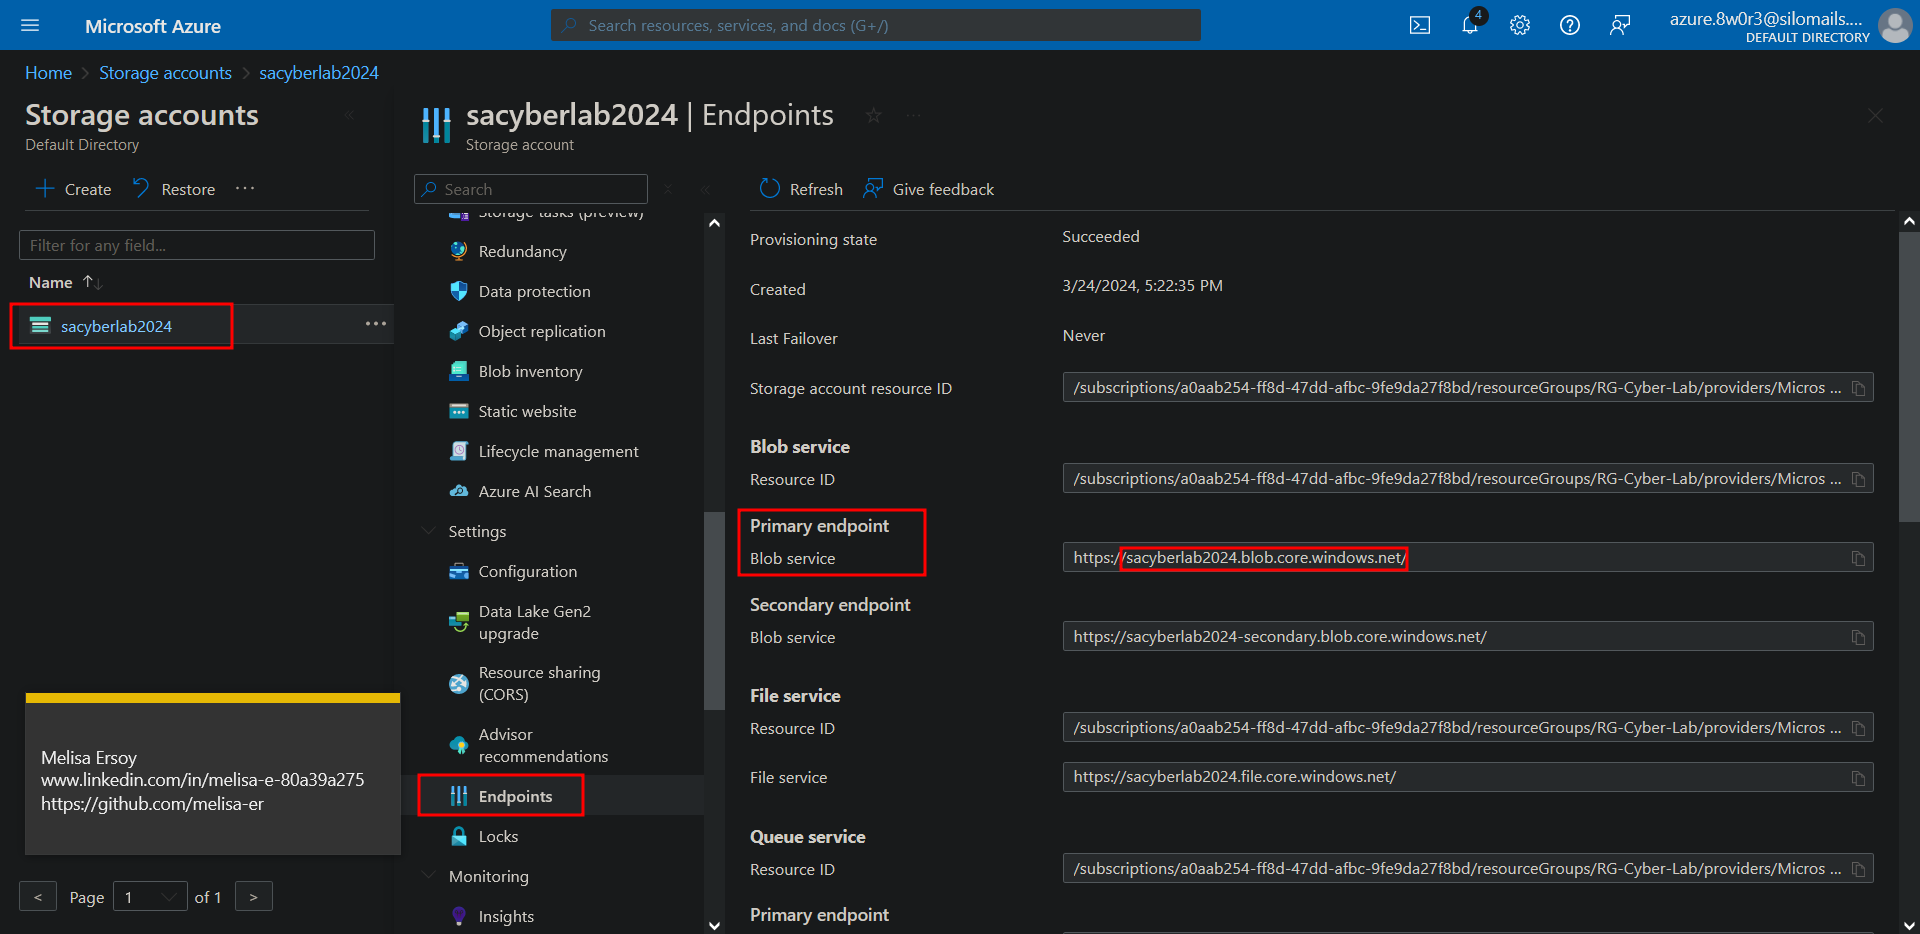 Microsoft Azure
Search resources, services, and docs (G+/)
4
azure.8w0r3@silomails....
DEFAULT DIRECTORY
Home > Storage accounts > sacyberlab2024
Storage accounts
Default Directory
Create
Restore
...
Filter for any field...
Name
sacyberlab2024
...
Melisa Ersoy
www.linkedin.com/in/melisa-e-80a39a275
https://github.com/melisa-er
< Page 1 of 1 >
sacyberlab2024 | Endpoints
...
Storage account
Search
Storage tasks (preview)
Redundancy
Data protection
Object replication
Blob inventory
Static website
Lifecycle management
Azure AI Search
Settings
Configuration
Data Lake Gen2
upgrade
Resource sharing
(CORS)
Advisor
recommendations
Endpoints
Locks
Monitoring
Insights
Refresh
Give feedback
Provisioning state
Succeeded
Created
3/24/2024, 5:22:35 PM
Last Failover
Never
Storage account resource ID
/subscriptions/a0aab254-ff8d-47dd-afbc-9fe9da27f8bd/resourceGroups/RG-Cyber-Lab/providers/Micros ...
Blob service
Resource ID
/subscriptions/a0aab254-ff8d-47dd-afbc-9fe9da27f8bd/resourceGroups/RG-Cyber-Lab/providers/Micros ...
Primary endpoint
Blob service
https://sacyberlab2024.blob.core.windows.net/
Secondary endpoint
Blob service
https://sacyberlab2024-secondary.blob.core.windows.net/
File service
Resource ID
/subscriptions/a0aab254-ff8d-47dd-afbc-9fe9da27f8bd/resourceGroups/RG-Cyber-Lab/providers/Micros ...
File service
https://sacyberlab2024.file.core.windows.net/
Queue service
Resource ID
/subscriptions/a0aab254-ff8d-47dd-afbc-9fe9da27f8bd/resourceGroups/RG-Cyber-Lab/providers/Micros ...
Primary endpoint